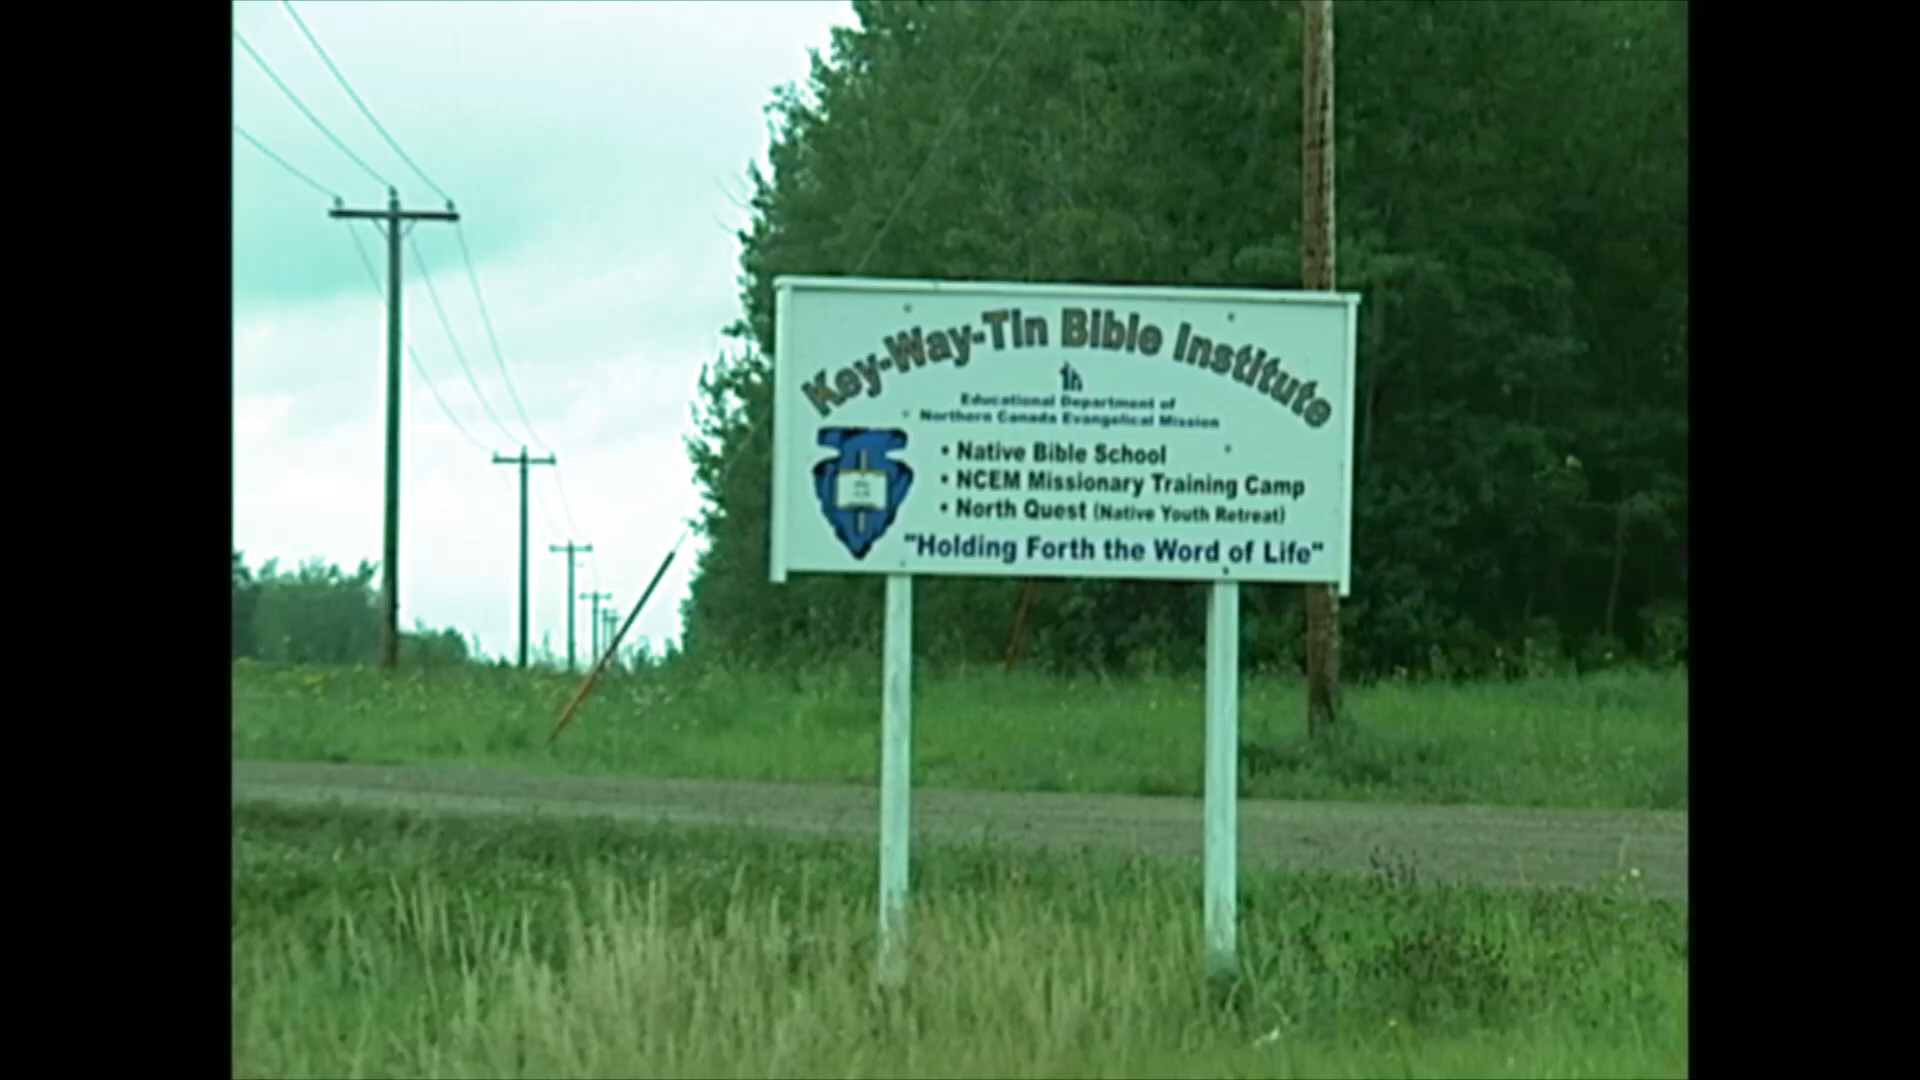 Key-Way-Tin Bible Institute
Educational Department of
Northern Canada Evangelical Mission
• Native Bible School
• NCEM Missionary Training Camp
• North Quest (Native Youth Retreat)
"Holding Forth the Word of Life"